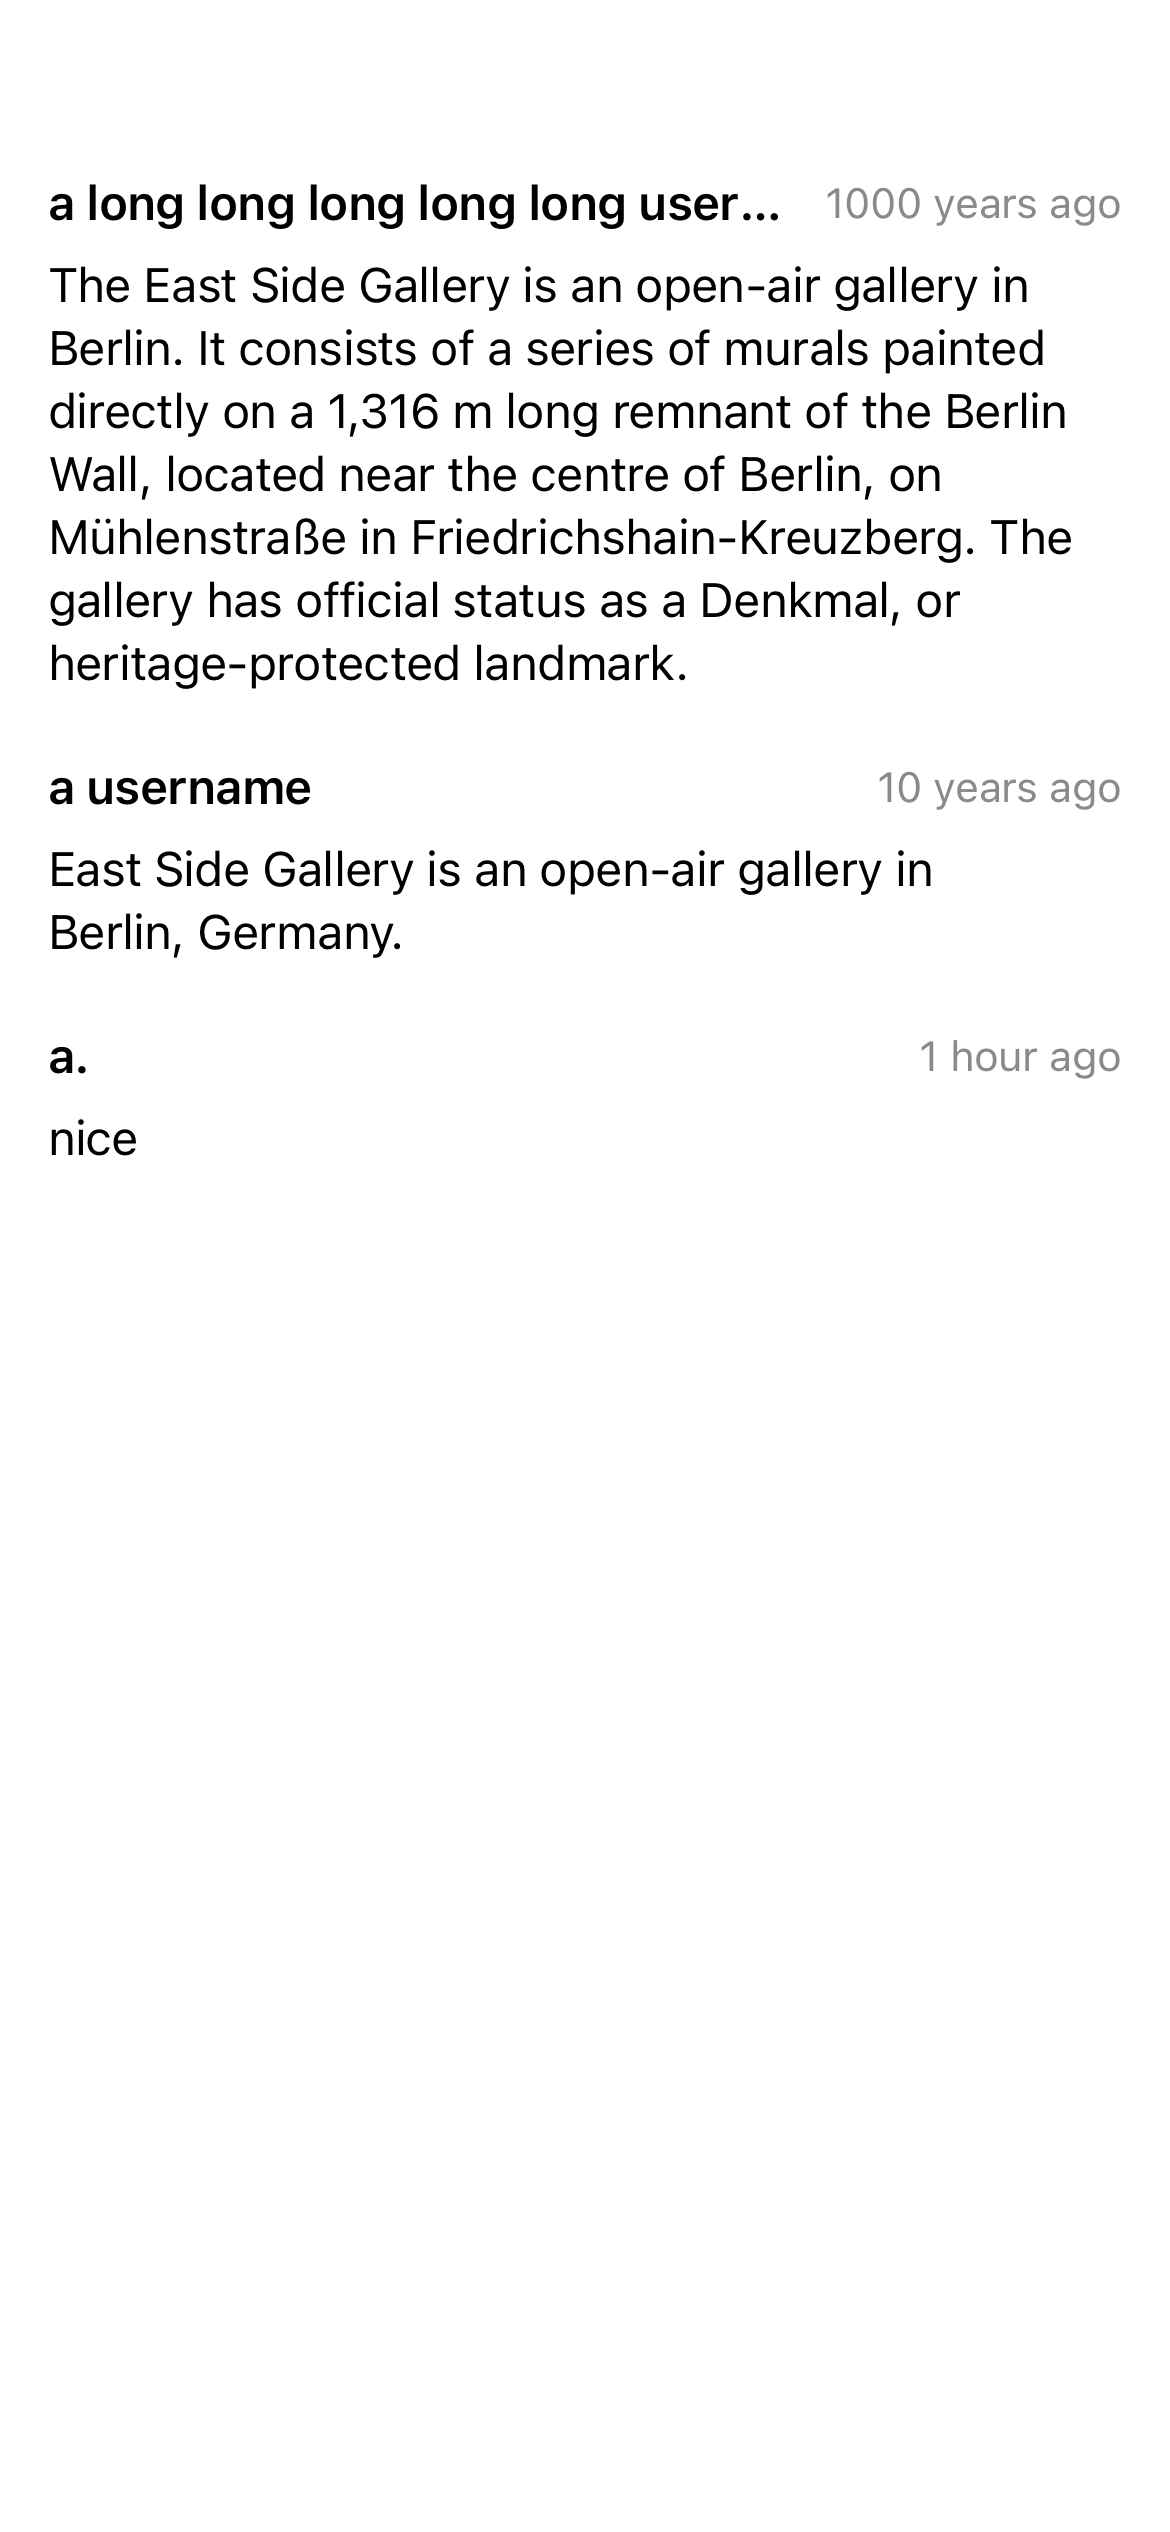 a long long long long long user... 1000 years ago
The East Side Gallery is an open-air gallery in
Berlin. It consists of a series of murals painted
directly on a 1,316 m long remnant of the Berlin
Wall, located near the centre of Berlin, on
Mühlenstraße in Friedrichshain-Kreuzberg. The
gallery has official status as a Denkmal, or
heritage-protected landmark.
a username 10 years ago
East Side Gallery is an open-air gallery in
Berlin, Germany.
a. 1 hour ago
nice